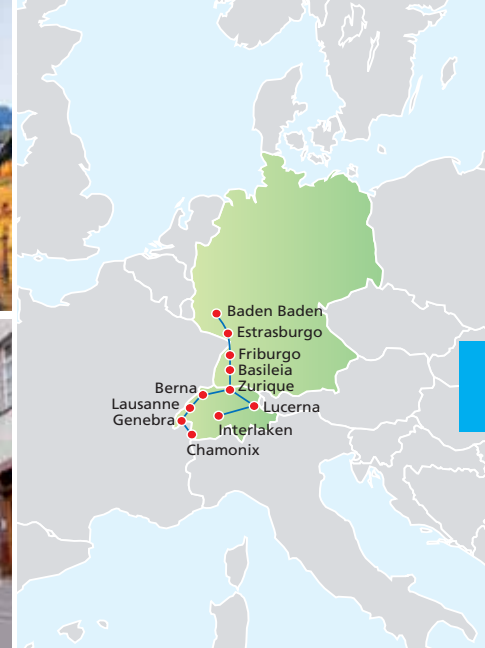 Baden Baden
Estrasburgo
Friburgo
Basileia
Zurique
Berna
Lausanne
Lucerna
Genebra
Interlaken
Chamonix